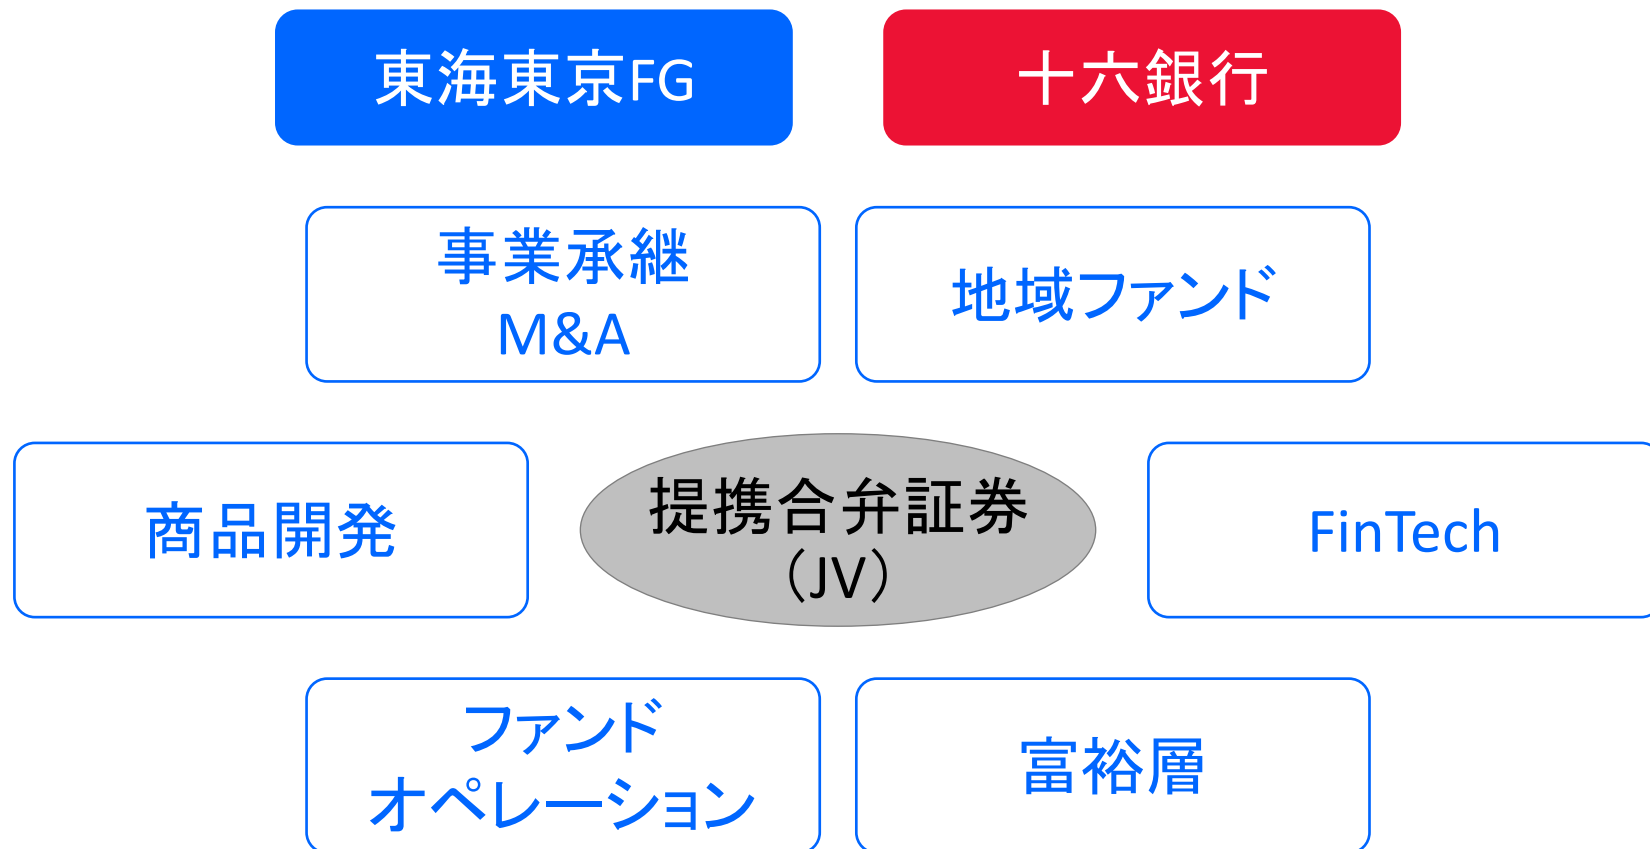 東海東京FG
十六銀行
事業承継
M&A
地域ファンド
商品開発
提携合弁証券
（JV）
FinTech
ファンド
オペレーション
富裕層